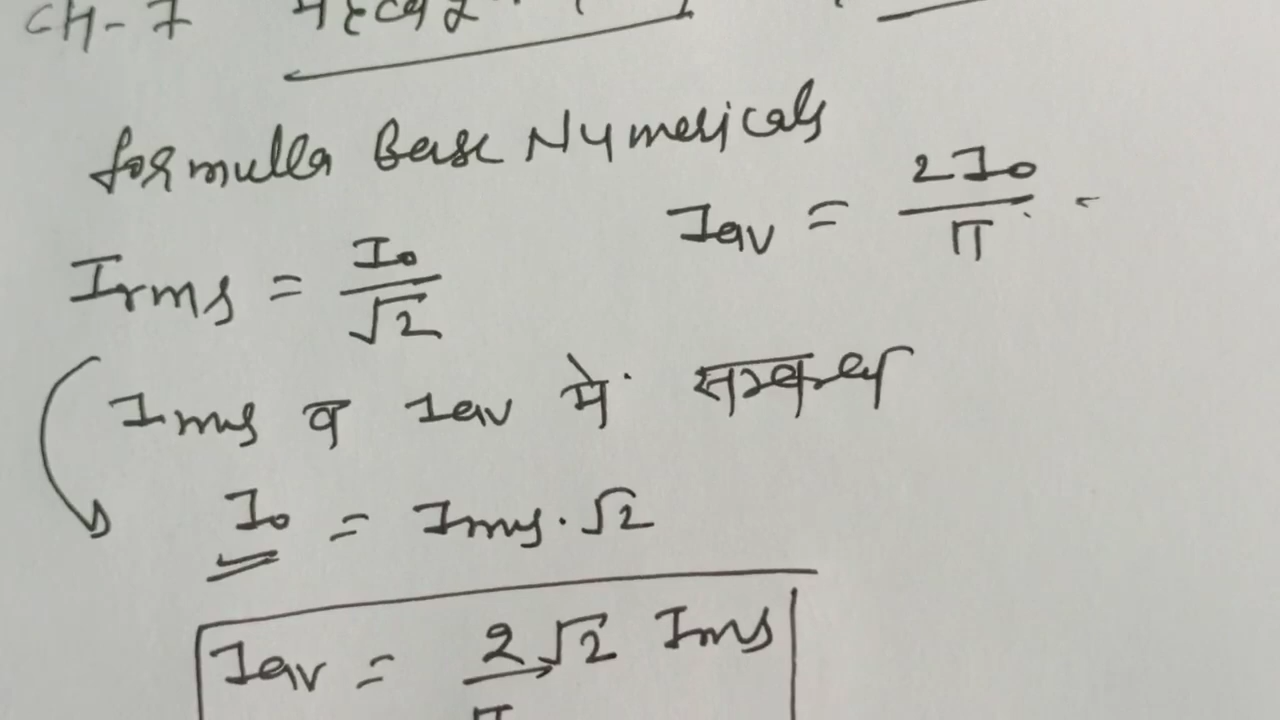 CH-7
Formulla Base Numericals
Irms = I₀/√2
Iav = 2I₀/π
Irms व Iav में सम्बन्ध
I₀ = Irms . √2
Iav = 2√2 Irms/π